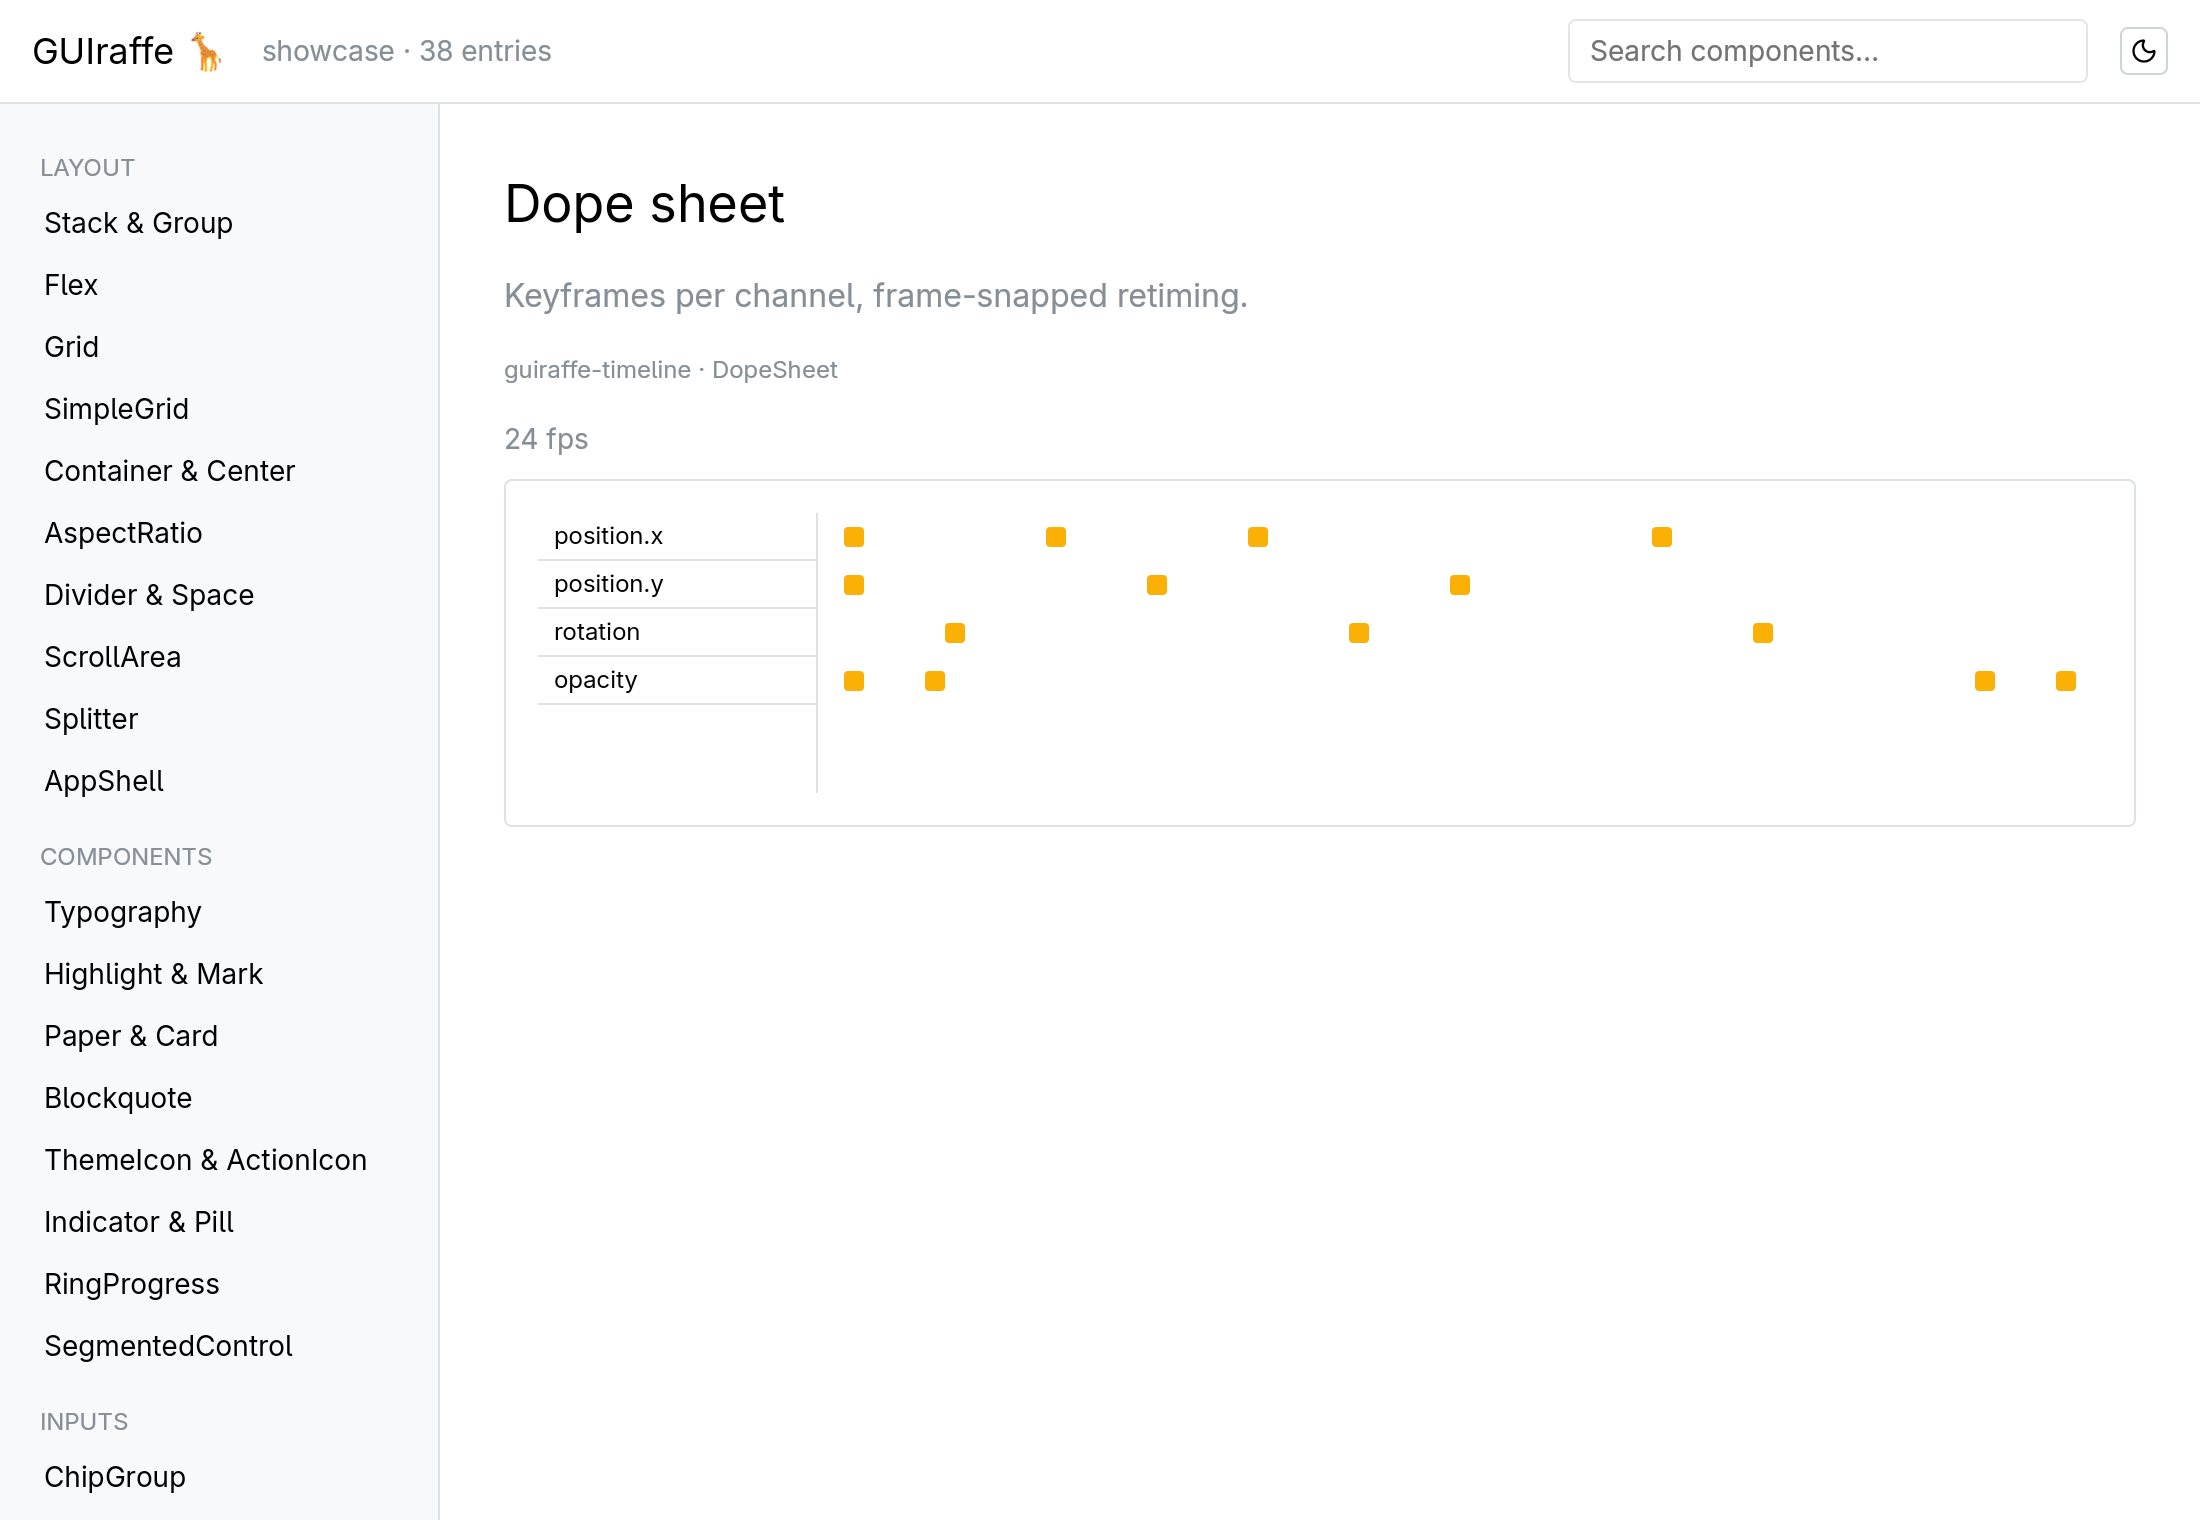 GUIraffe 🦒 showcase · 38 entries
Search components...
LAYOUT
Stack & Group
Flex
Grid
SimpleGrid
Container & Center
AspectRatio
Divider & Space
ScrollArea
Splitter
AppShell
COMPONENTS
Typography
Highlight & Mark
Paper & Card
Blockquote
ThemeIcon & ActionIcon
Indicator & Pill
RingProgress
SegmentedControl
INPUTS
ChipGroup
Dope sheet
Keyframes per channel, frame-snapped retiming.
guiraffe-timeline · DopeSheet
24 fps
position.x
position.y
rotation
opacity